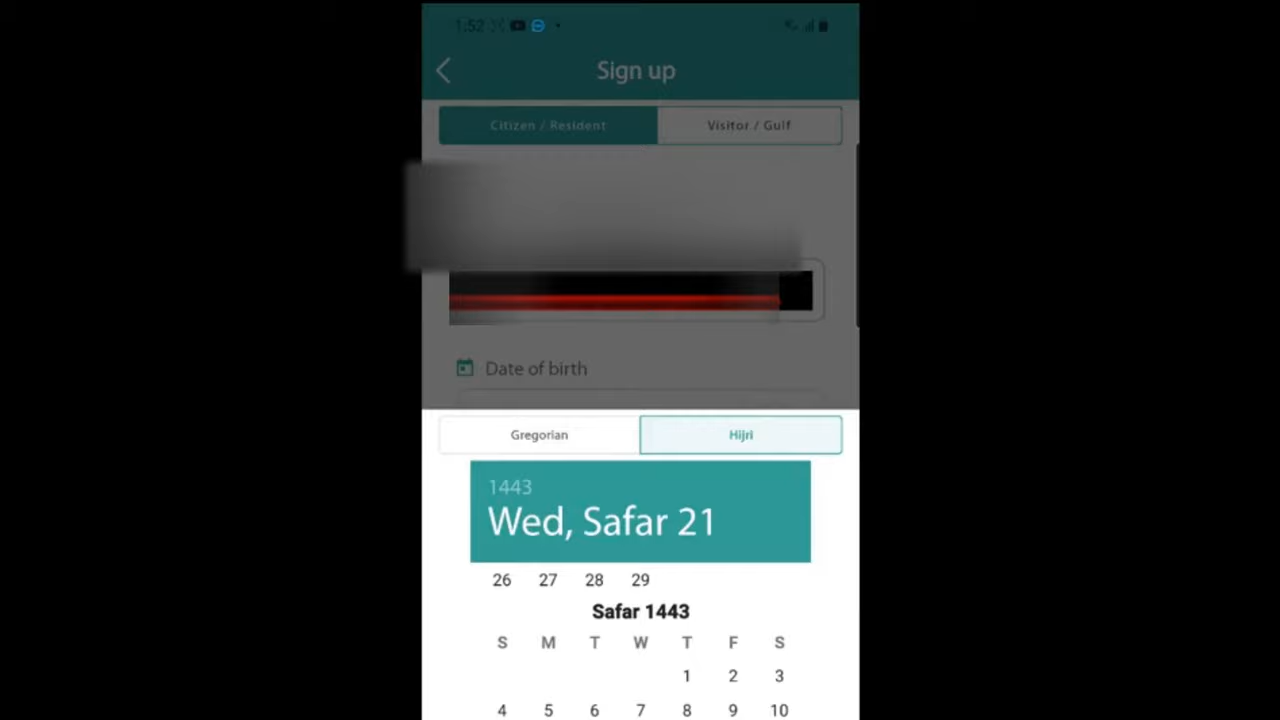 1:52
Sign up
Citizen / Resident
Visitor / Gulf
Date of birth
Gregorian
Hijri
1443
Wed, Safar 21
26 27 28 29
Safar 1443
S M T W T F S
1 2 3
4 5 6 7 8 9 10